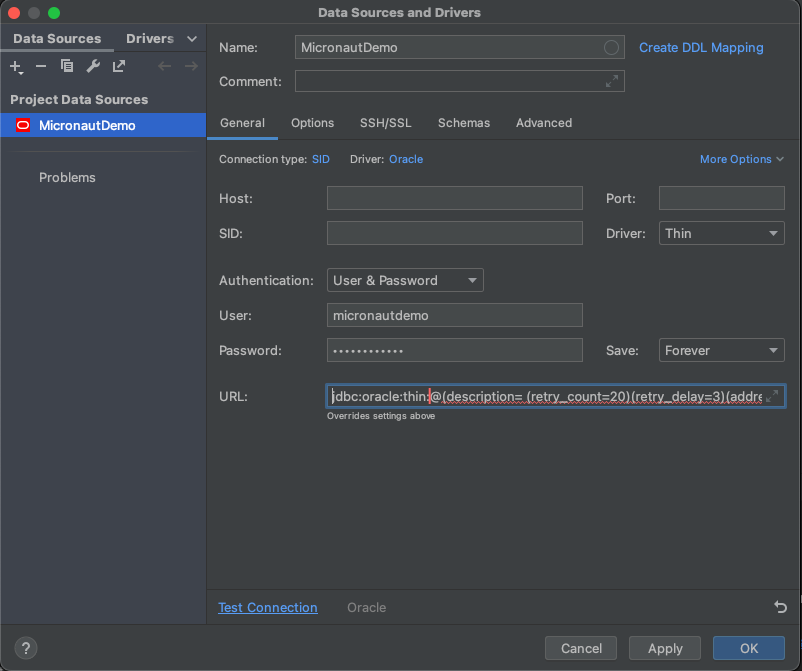 Data Sources and Drivers
Data Sources
Drivers
Project Data Sources
MicronautDemo
Problems
Name: MicronautDemo Create DDL Mapping
Comment:
General Options SSH/SSL Schemas Advanced
Connection type: SID Driver: Oracle More Options
Host: Port:
SID: Driver: Thin
Authentication: User & Password
User: micronautdemo
Password: •••••••••••• Save: Forever
URL: jdbc:oracle:thin:@(description= (retry_count=20)(retry_delay=3)(addre
Overrides settings above
Test Connection Oracle
? Cancel Apply OK